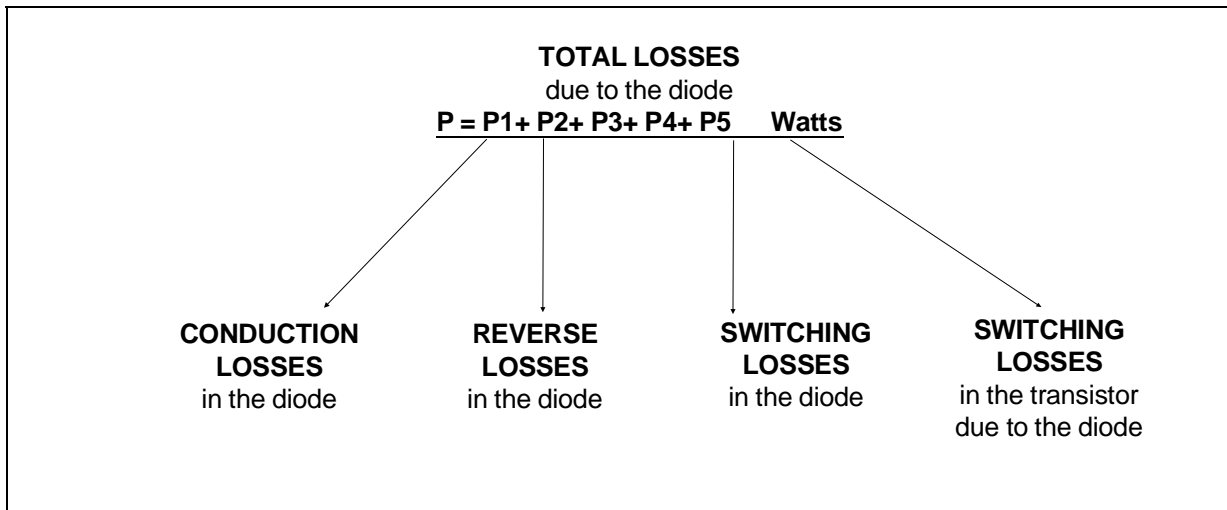 TOTAL LOSSES
due to the diode
P = P1+ P2+ P3+ P4+ P5 Watts
CONDUCTION
LOSSES
in the diode
REVERSE
LOSSES
in the diode
SWITCHING
LOSSES
in the diode
SWITCHING
LOSSES
in the transistor
due to the diode